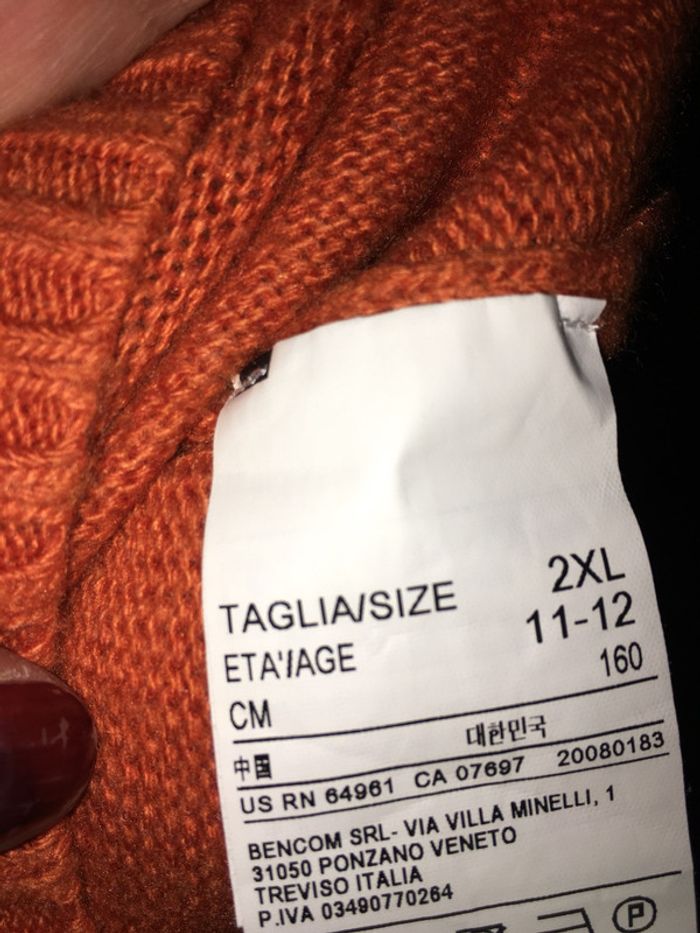 TAGLIA/SIZE 2XL
ETA'/AGE 11-12
CM 160
中国 대한민국
US RN 64961 CA 07697 20080183
BENCOM SRL- VIA VILLA MINELLI, 1
31050 PONZANO VENETO
TREVISO ITALIA
P.IVA 03490770264
P